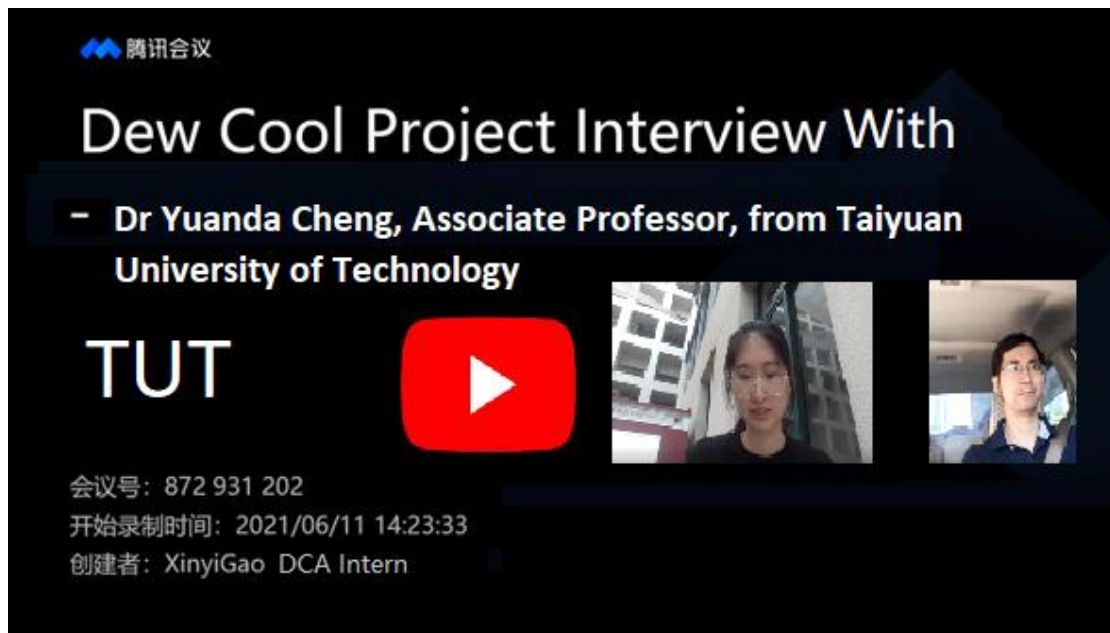 腾讯会议
Dew Cool Project Interview With
- Dr Yuanda Cheng, Associate Professor, from Taiyuan
University of Technology
TUT
会议号：872 931 202
开始录制时间：2021/06/11 14:23:33
创建者：XinyiGao DCA Intern